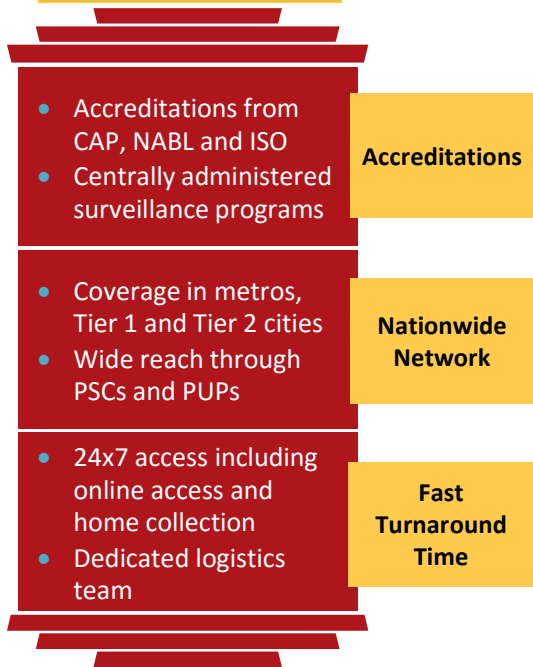 • Accreditations from
CAP, NABL and ISO
• Centrally administered
surveillance programs
Accreditations
• Coverage in metros,
Tier 1 and Tier 2 cities
• Wide reach through
PSCs and PUPs
Nationwide
Network
• 24x7 access including
online access and
home collection
• Dedicated logistics
team
Fast
Turnaround
Time